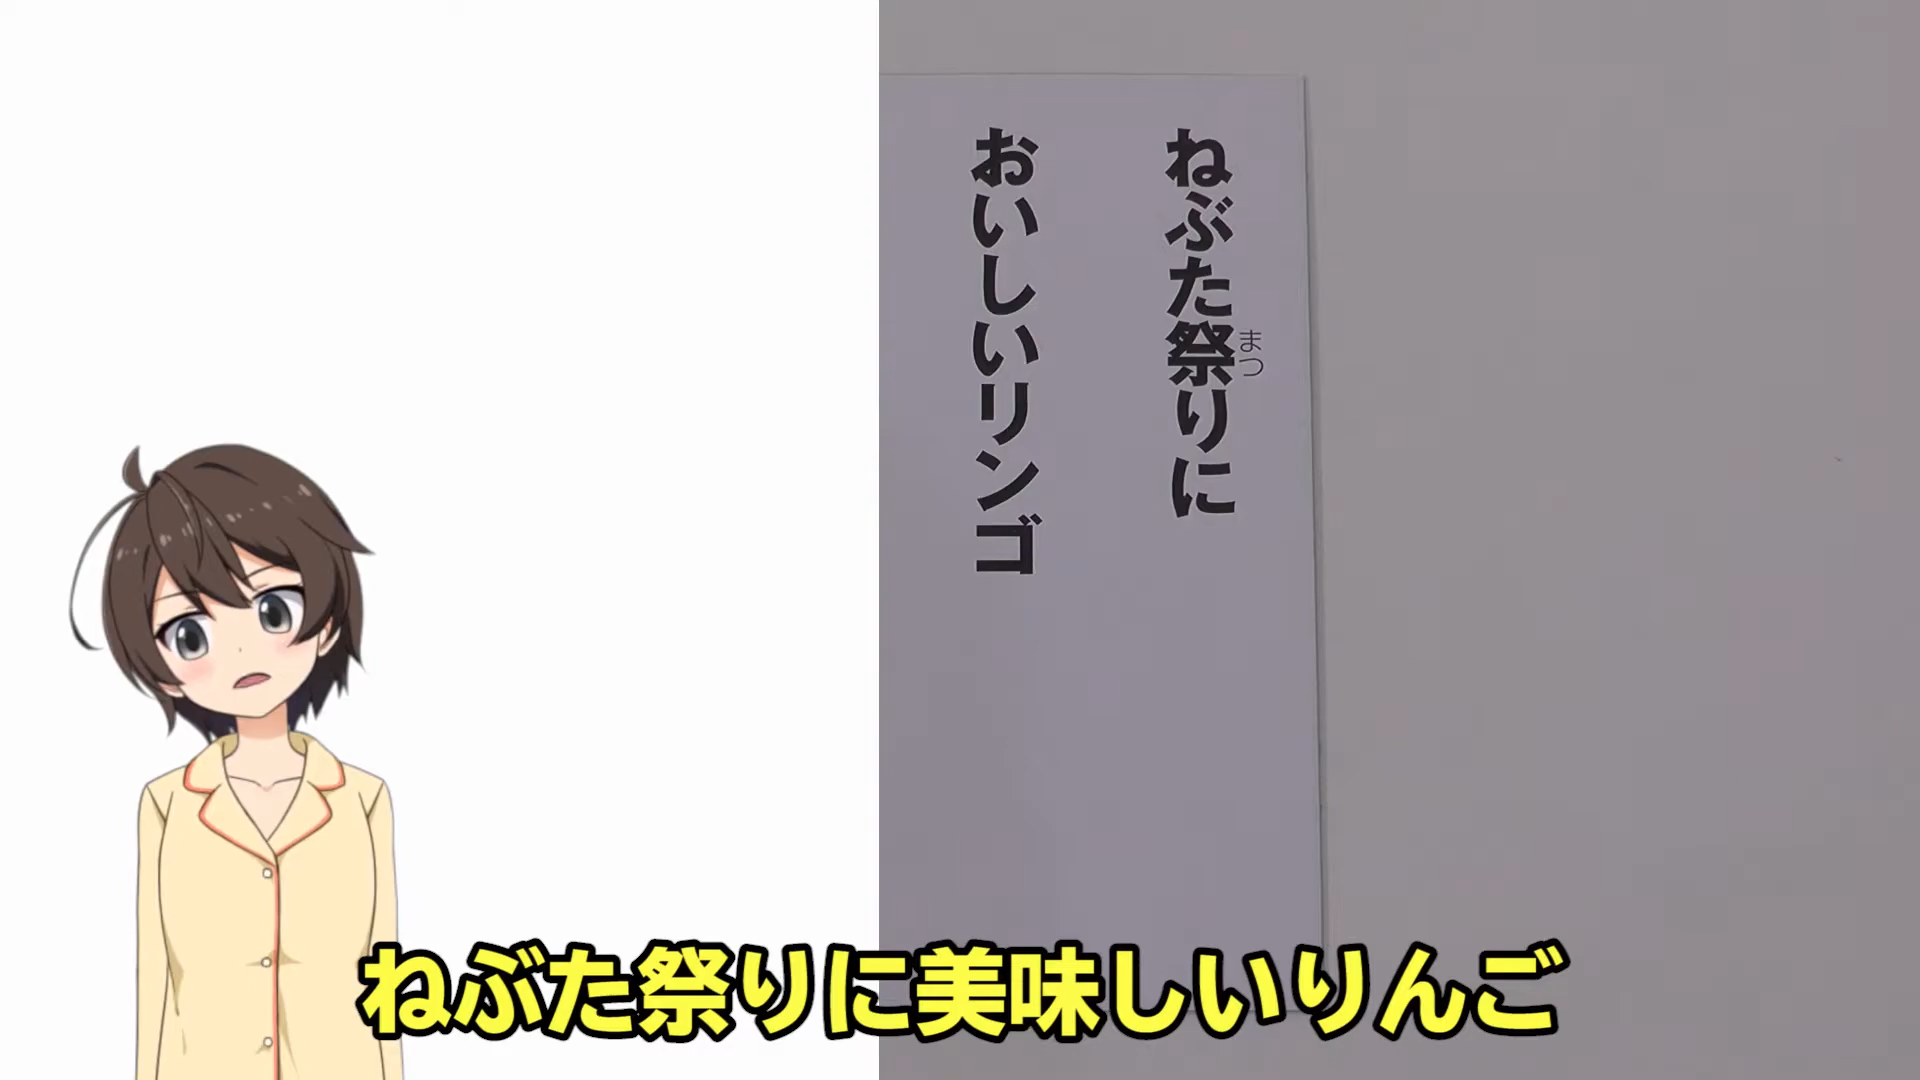 ねぶた祭りに
まつ
おいしいリンゴ
ねぶた祭りに美味しいりんご